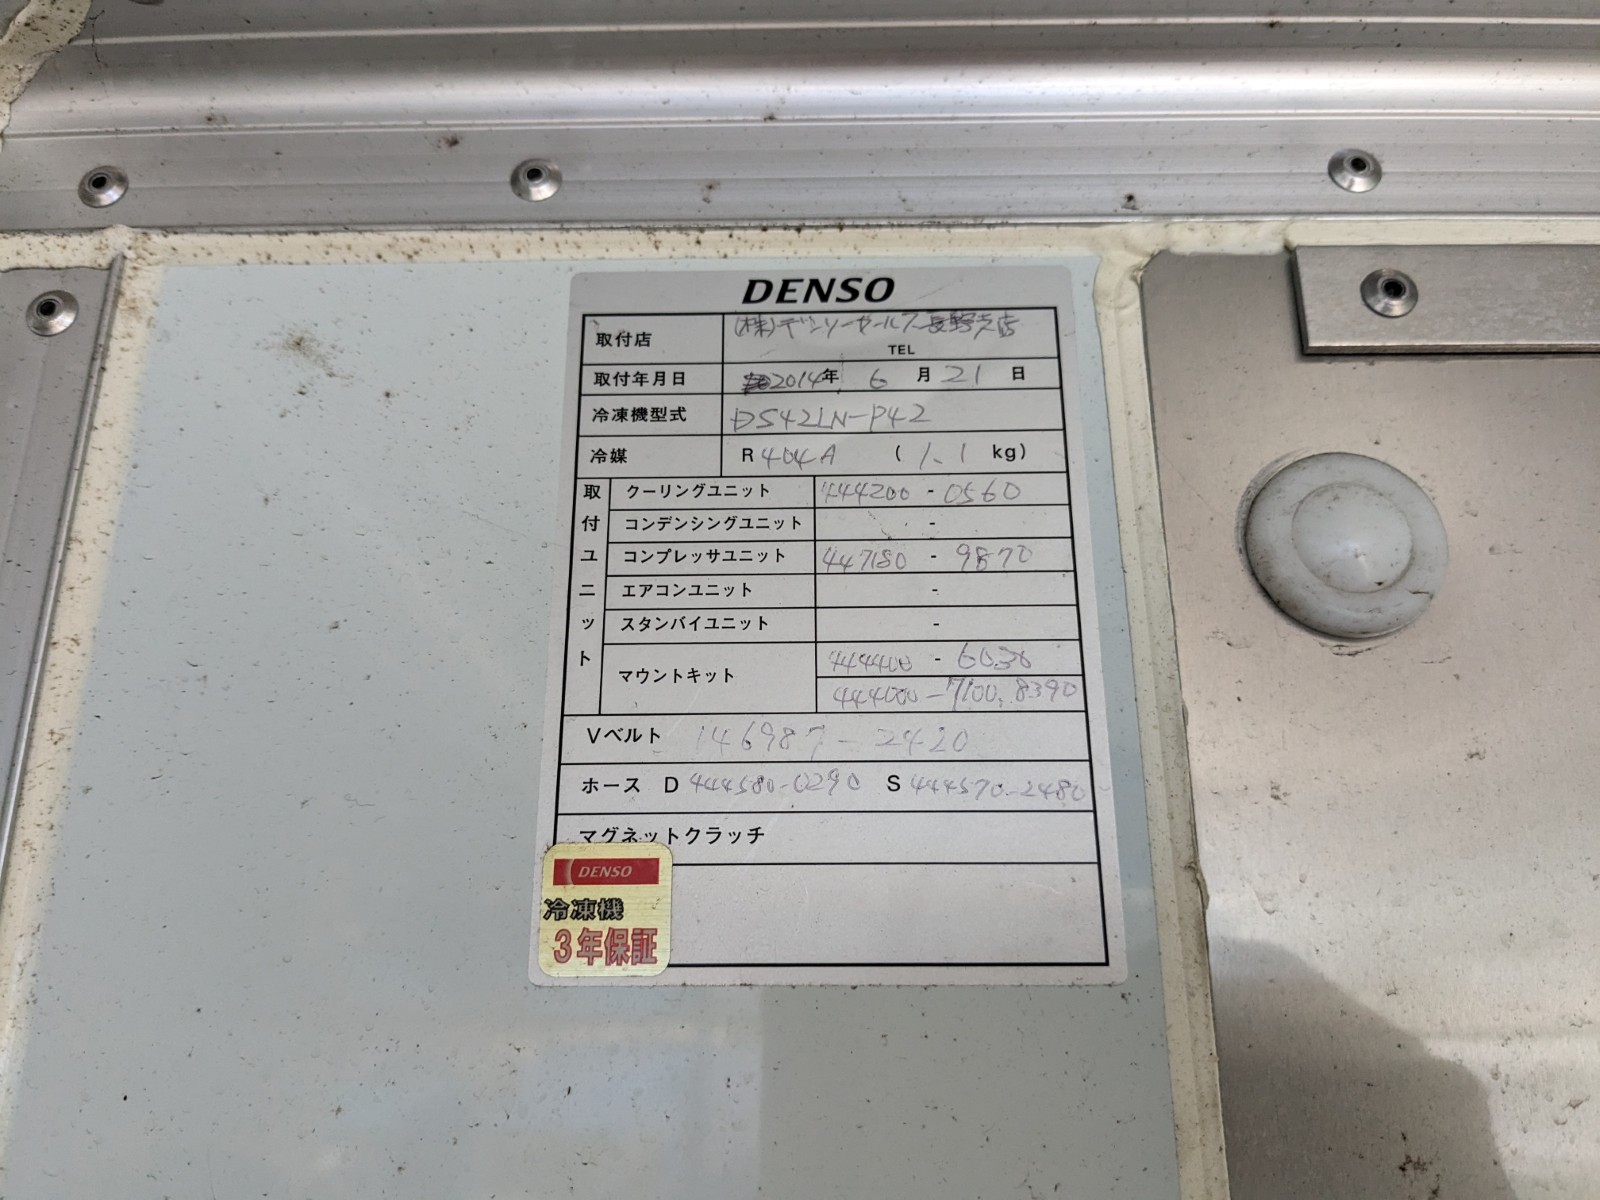 DENSO
取付店 (株)デンソーセールス長野支店
TEL
取付年月日 2014年 6月 21日
冷凍機型式 DS42LN-P42
冷媒 R 404A ( 1.1 kg)
取付ユニット
クーリングユニット 444200 - 0560
コンデンシングユニット -
コンプレッサユニット 447180 - 9870
エアコンユニット -
スタンバイユニット -
マウントキット 444400 - 6030
444000-7100, 8390
Vベルト 146987-2420
ホース D 444580-0290 S 444570-2480
マグネットクラッチ
DENSO
冷凍機
3年保証